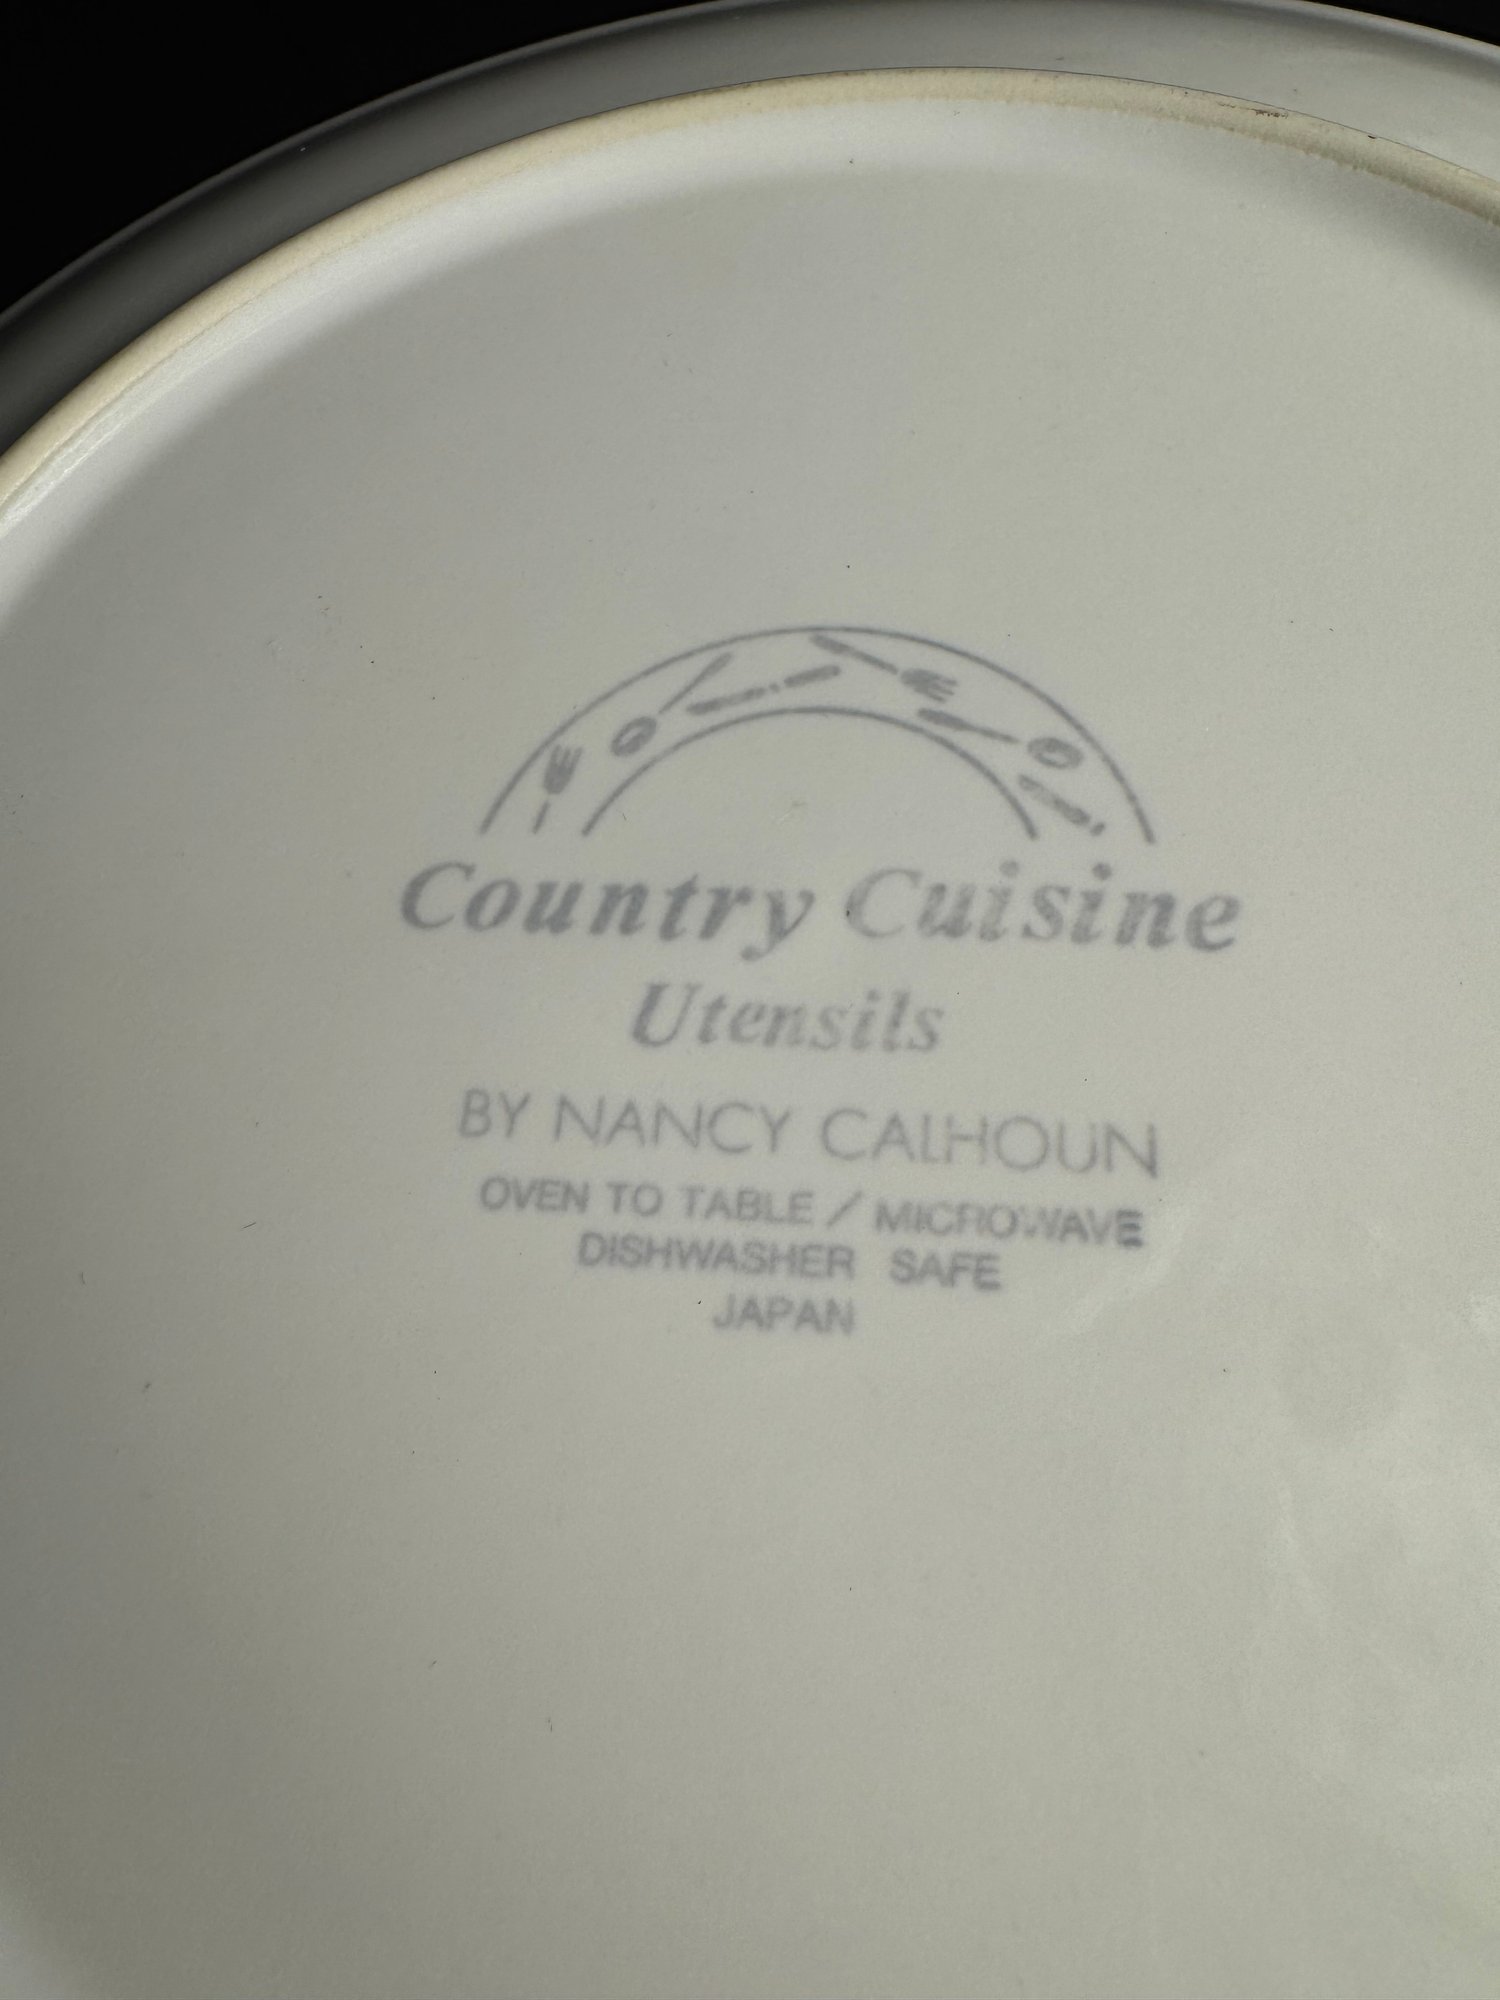 Country Cuisine
Utensils
BY NANCY CALHOUN
OVEN TO TABLE / MICROWAVE
DISHWASHER SAFE
JAPAN